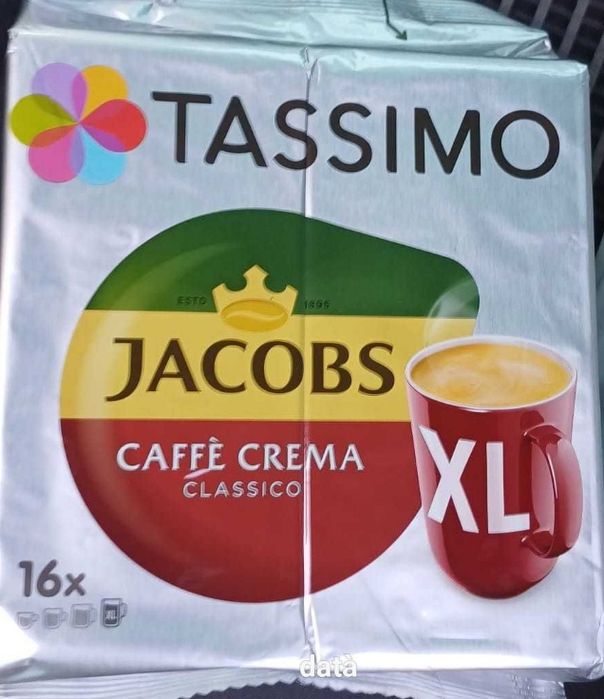 TASSIMO
ESTD 1895
JACOBS
CAFFÈ CREMA
CLASSICO
XL
16x
XL
data